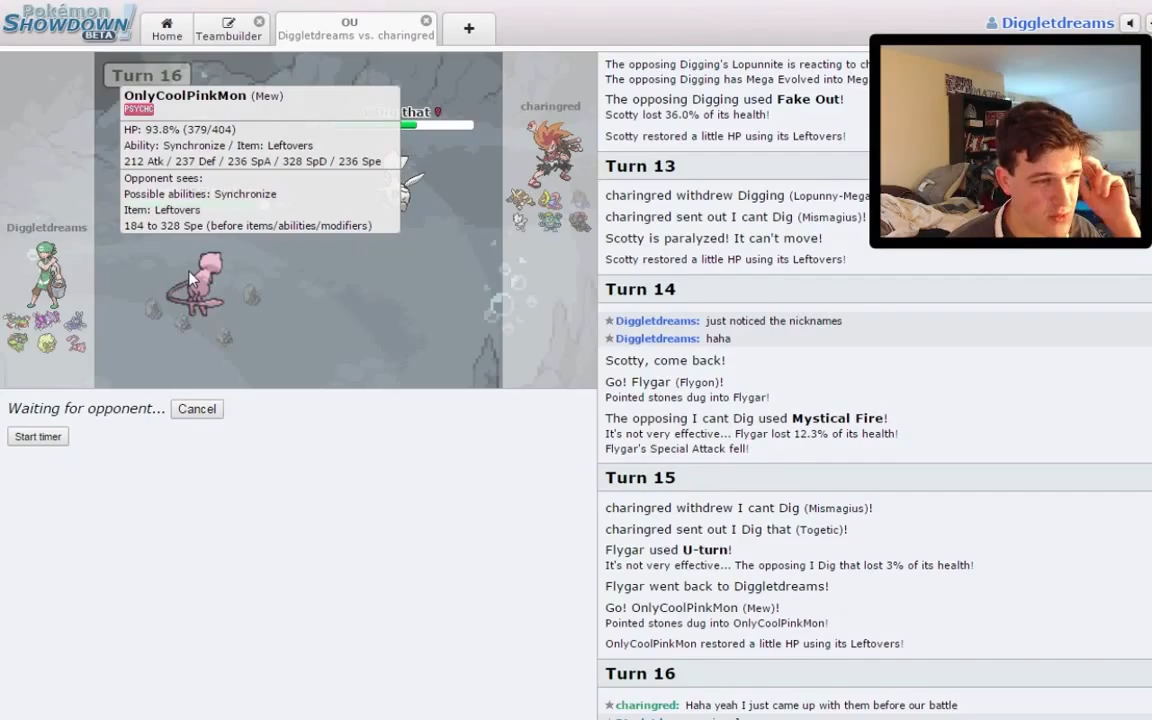 Pokémon
SHOWDOWN!
BETA
Home
Teambuilder
OU
Diggletdreams vs. charingred
+
Diggletdreams
Turn 16
OnlyCoolPinkMon (Mew)
PSYCHC
HP: 93.8% (379/404)
Ability: Synchronize / Item: Leftovers
212 Atk / 237 Def / 236 SpA / 328 SpD / 236 Spe
Opponent sees:
Possible abilities: Synchronize
Item: Leftovers
184 to 328 Spe (before items/abilities/modifiers)
that
charingred
Diggletdreams
Waiting for opponent... Cancel
Start timer
The opposing Digging's Lopunnite is reacting to ch
The opposing Digging has Mega Evolved into Meg
The opposing Digging used Fake Out!
Scotty lost 36.0% of its health!
Scotty restored a little HP using its Leftovers!
Turn 13
charingred withdrew Digging (Lopunny-Mega
charingred sent out I cant Dig (Mismagius)!
Scotty is paralyzed! It can't move!
Scotty restored a little HP using its Leftovers!
Turn 14
★Diggletdreams: just noticed the nicknames
★Diggletdreams: haha
Scotty, come back!
Go! Flygar (Flygon)!
Pointed stones dug into Flygar!
The opposing I cant Dig used Mystical Fire!
It's not very effective... Flygar lost 12.3% of its health!
Flygar's Special Attack fell!
Turn 15
charingred withdrew I cant Dig (Mismagius)!
charingred sent out I Dig that (Togetic)!
Flygar used U-turn!
It's not very effective... The opposing I Dig that lost 3% of its health!
Flygar went back to Diggletdreams!
Go! OnlyCoolPinkMon (Mew)!
Pointed stones dug into OnlyCoolPinkMon!
OnlyCoolPinkMon restored a little HP using its Leftovers!
Turn 16
★charingred: Haha yeah I just came up with them before our battle